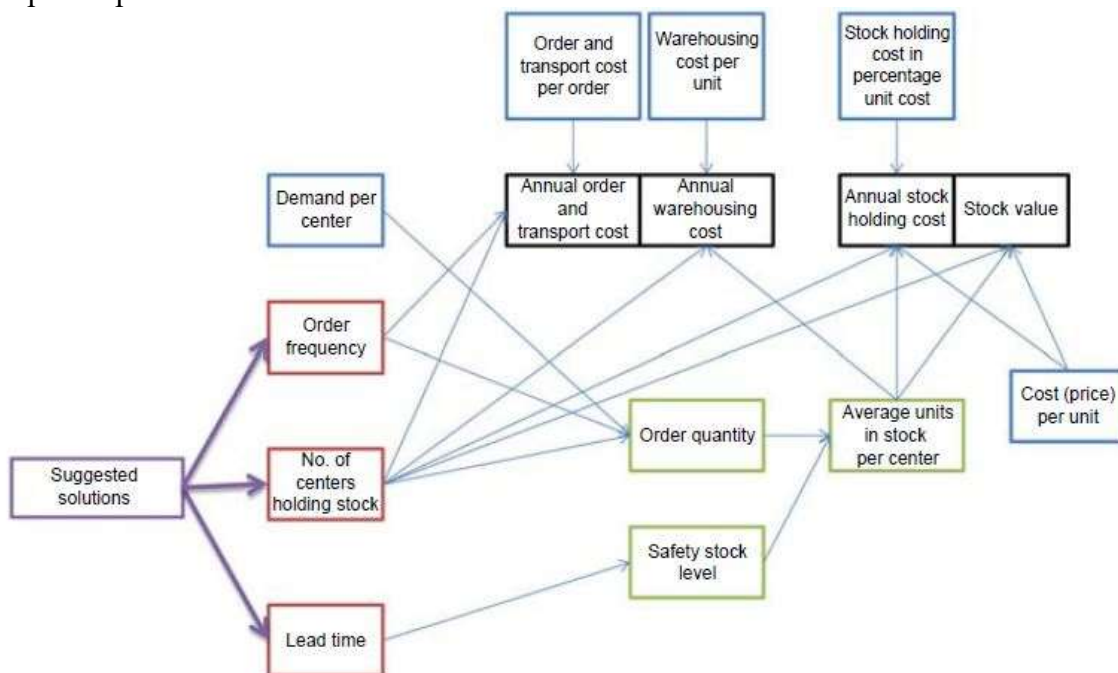 Order and
transport cost
per order
Warehousing
cost per
unit
Stock holding
cost in
percentage
unit cost
Demand per
center
Annual order
and
transport cost
Annual
warehousing
cost
Annual stock
holding cost
Stock value
Order
frequency
Suggested
solutions
No. of
centers
holding stock
Order quantity
Average units
in stock
per center
Cost (price)
per unit
Safety stock
level
Lead time